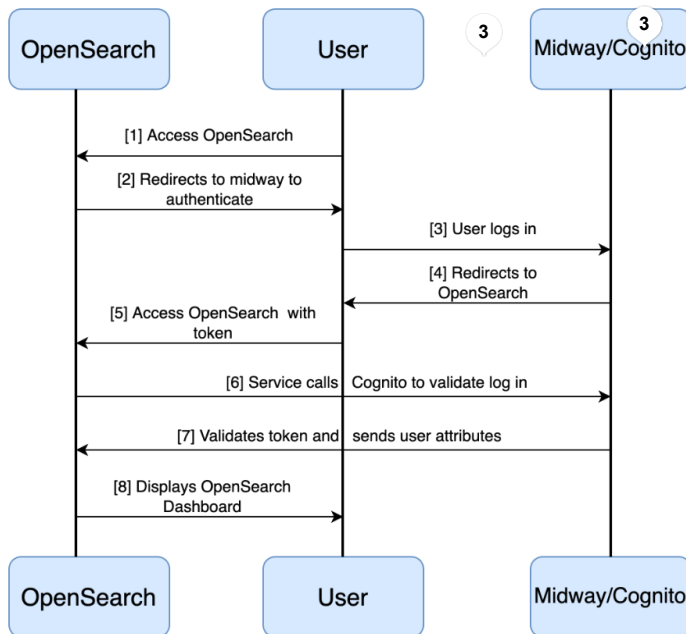 OpenSearch
User
3
Midway/Cognito
3
[1] Access OpenSearch
[2] Redirects to midway to
authenticate
[3] User logs in
[4] Redirects to
OpenSearch
[5] Access OpenSearch with
token
[6] Service calls Cognito to validate log in
[7] Validates token and sends user attributes
[8] Displays OpenSearch
Dashboard
OpenSearch
User
Midway/Cognito